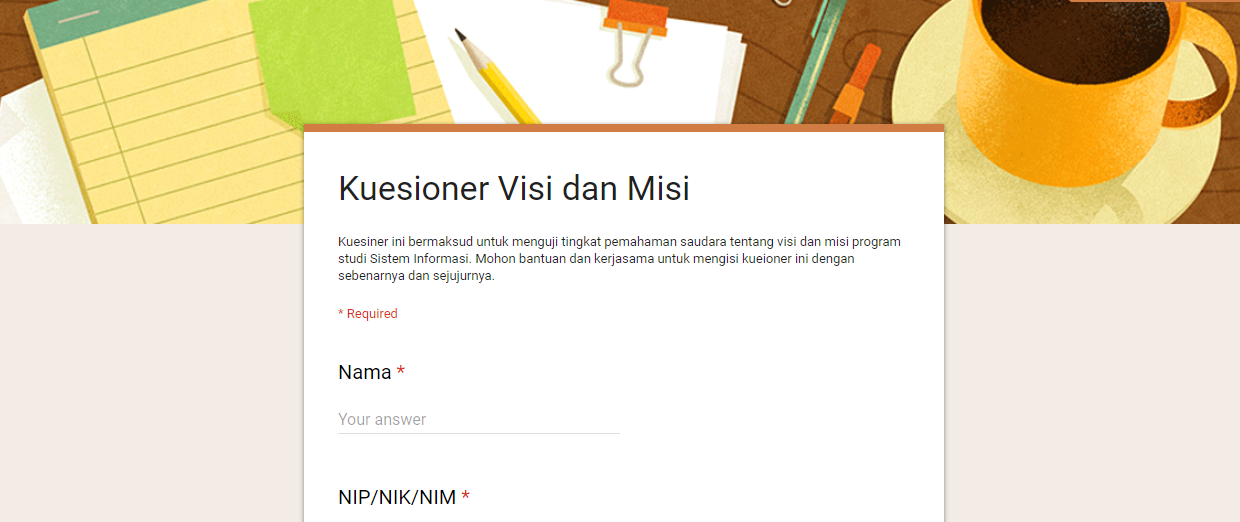 Kuesioner Visi dan Misi
Kuesiner ini bermaksud untuk menguji tingkat pemahaman saudara tentang visi dan misi program
studi Sistem Informasi. Mohon bantuan dan kerjasama untuk mengisi kueioner ini dengan
sebenarnya dan sejujurnya.
* Required
Nama *
Your answer
NIP/NIK/NIM *